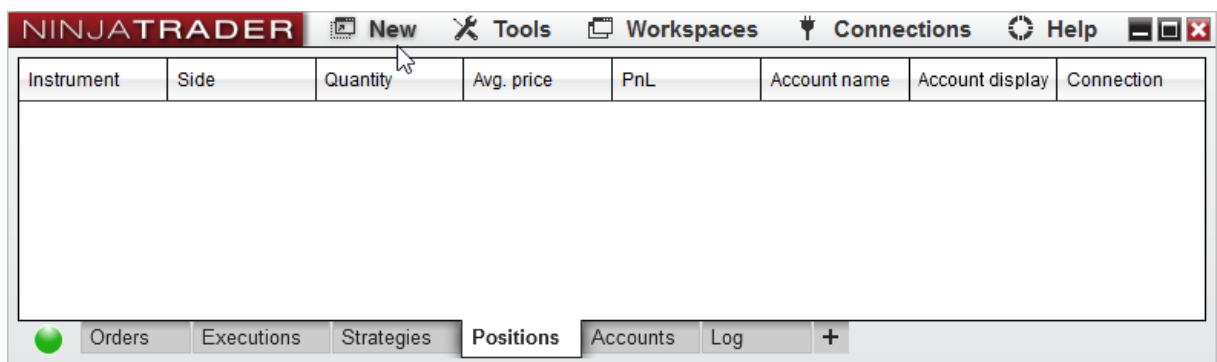 NINJATRADER New Tools Workspaces Connections Help
Instrument Side Quantity Avg. price PnL Account name Account display Connection
Orders Executions Strategies Positions Accounts Log +